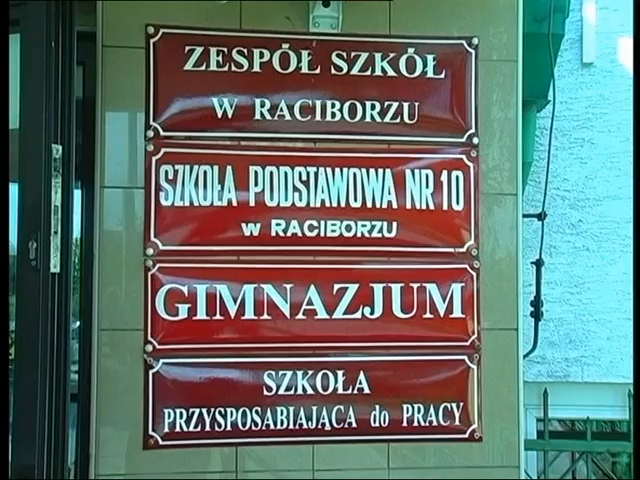 ZESPÓŁ SZKÓŁ
W RACIBORZU
SZKOŁA PODSTAWOWA NR 10
W RACIBORZU
GIMNAZJUM
SZKOŁA
PRZYSPOSABIAJĄCA do PRACY